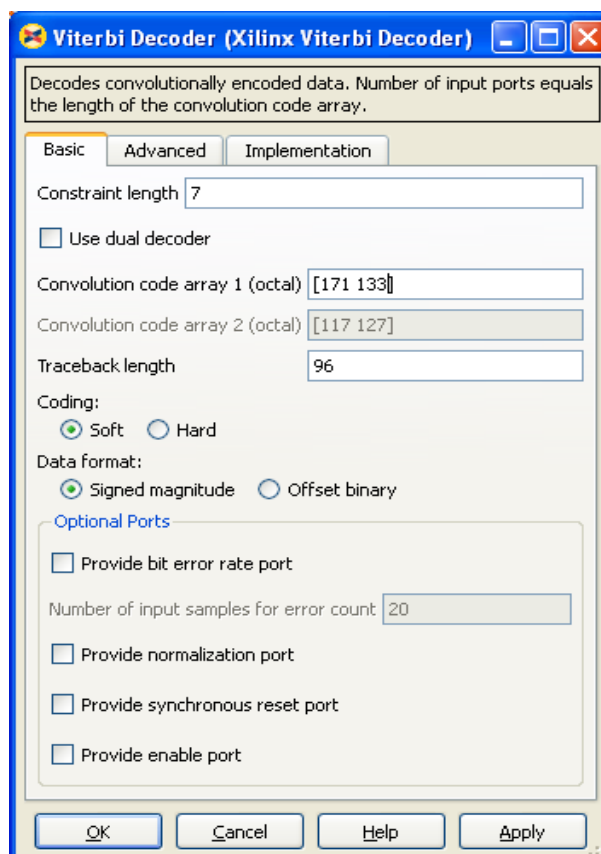 Viterbi Decoder (Xilinx Viterbi Decoder)
Decodes convolutionally encoded data. Number of input ports equals
the length of the convolution code array.
Basic Advanced Implementation
Constraint length 7
Use dual decoder
Convolution code array 1 (octal) [171 133]
Convolution code array 2 (octal) [117 127]
Traceback length 96
Coding:
Soft Hard
Data format:
Signed magnitude Offset binary
Optional Ports
Provide bit error rate port
Number of input samples for error count 20
Provide normalization port
Provide synchronous reset port
Provide enable port
OK Cancel Help Apply